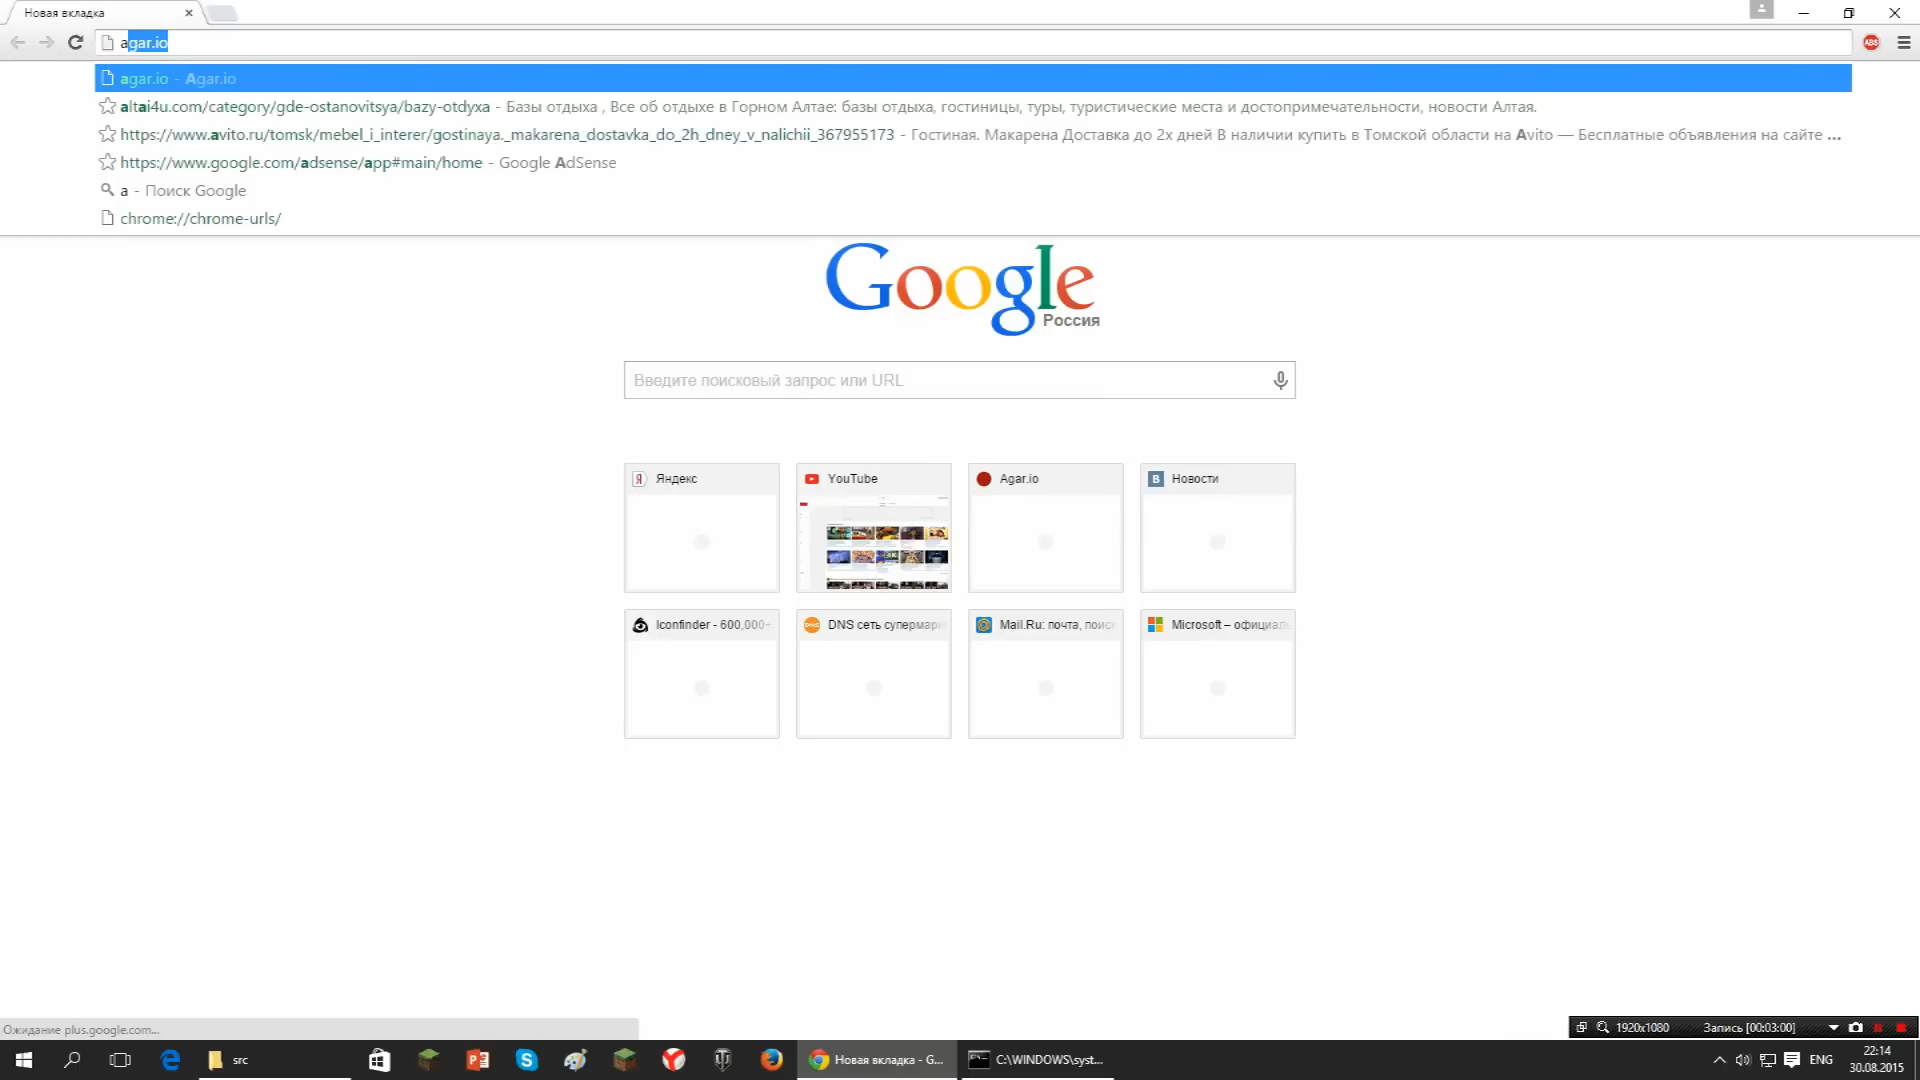 Новая вкладка
agar.io
agar.io - Agar.io
altai4u.com/category/gde-ostanovitsya/bazy-otdyxa - Базы отдыха , Все об отдыхе в Горном Алтае: базы отдыха, гостиницы, туры, туристические места и достопримечательности, новости Алтая.
https://www.avito.ru/tomsk/mebel_i_interer/gostinaya._makarena_dostavka_do_2h_dney_v_nalichii_367955173 - Гостиная. Макарена Доставка до 2х дней В наличии купить в Томской области на Avito — Бесплатные объявления на сайте ...
https://www.google.com/adsense/app#main/home - Google AdSense
a - Поиск Google
chrome://chrome-urls/
Google
Россия
Введите поисковый запрос или URL
Яндекс
YouTube
Agar.io
Новости
Iconfinder - 600,000+
DNS сеть супермарк
Mail.Ru: почта, поиск
Microsoft – официаль
Ожидание plus.google.com...
1920x1080
Запись [00:03:00]
src
Новая вкладка - G...
C:\WINDOWS\syst...
ENG
22:14
30.08.2015